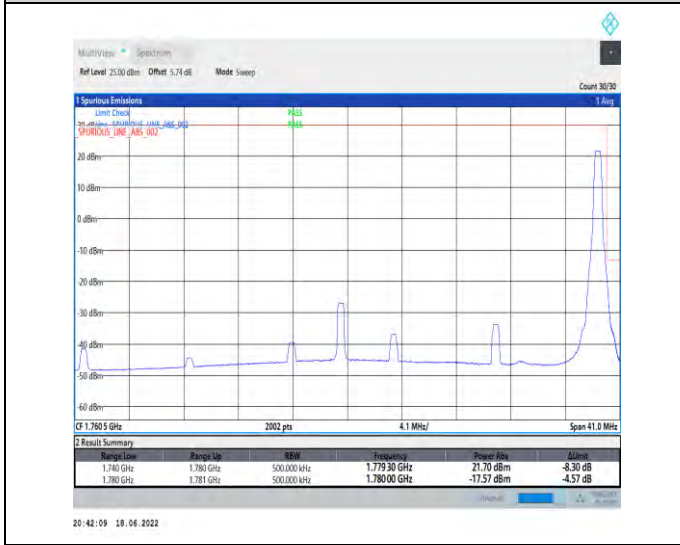 MultiView Spectrum
Ref Level 25.00 dBm Offset 5.74 dB Mode Sweep
Count 30/30
1 Spurious Emissions 1 Avg
Limit Check PASS
SPURIOUS_LINE_ABS_002 PASS
SPURIOUS_LINE_ABS_002
20 dBm
10 dBm
0 dBm
-10 dBm
-20 dBm
-30 dBm
-40 dBm
-50 dBm
-60 dBm
CF 1.7605 GHz 2002 pts 4.1 MHz/ Span 41.0 MHz
2 Result Summary
Range Low Range Up RBW Frequency Power Abs ΔLimit
1.740 GHz 1.780 GHz 500.000 kHz 1.779 30 GHz 21.70 dBm -8.30 dB
1.780 GHz 1.781 GHz 500.000 kHz 1.780 00 GHz -17.57 dBm -4.57 dB
20:42:09 18.06.2022